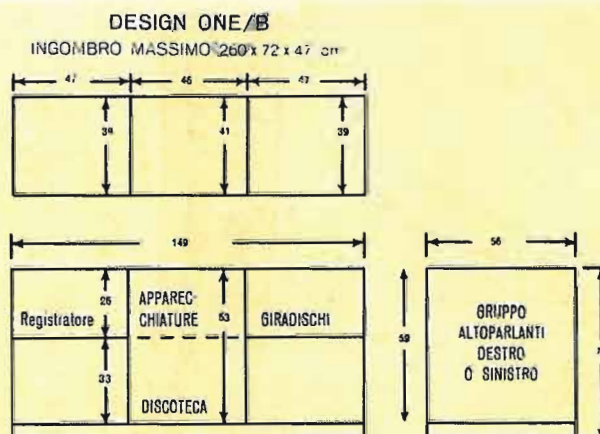 DESIGN ONE/B
INGOMBRO MASSIMO 260 x 72 x 47 cm
47 46 47
39 41 39
149 56
Registratore
26
APPAREC-
CHIATURE
53
GIRADISCHI
59
GRUPPO
ALTOPARLANTI
DESTRO
O SINISTRO
33
DISCOTECA